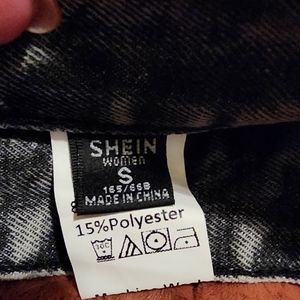 SHEIN
WOMEN
S
165/66B
MADE IN CHINA
15%Polyester